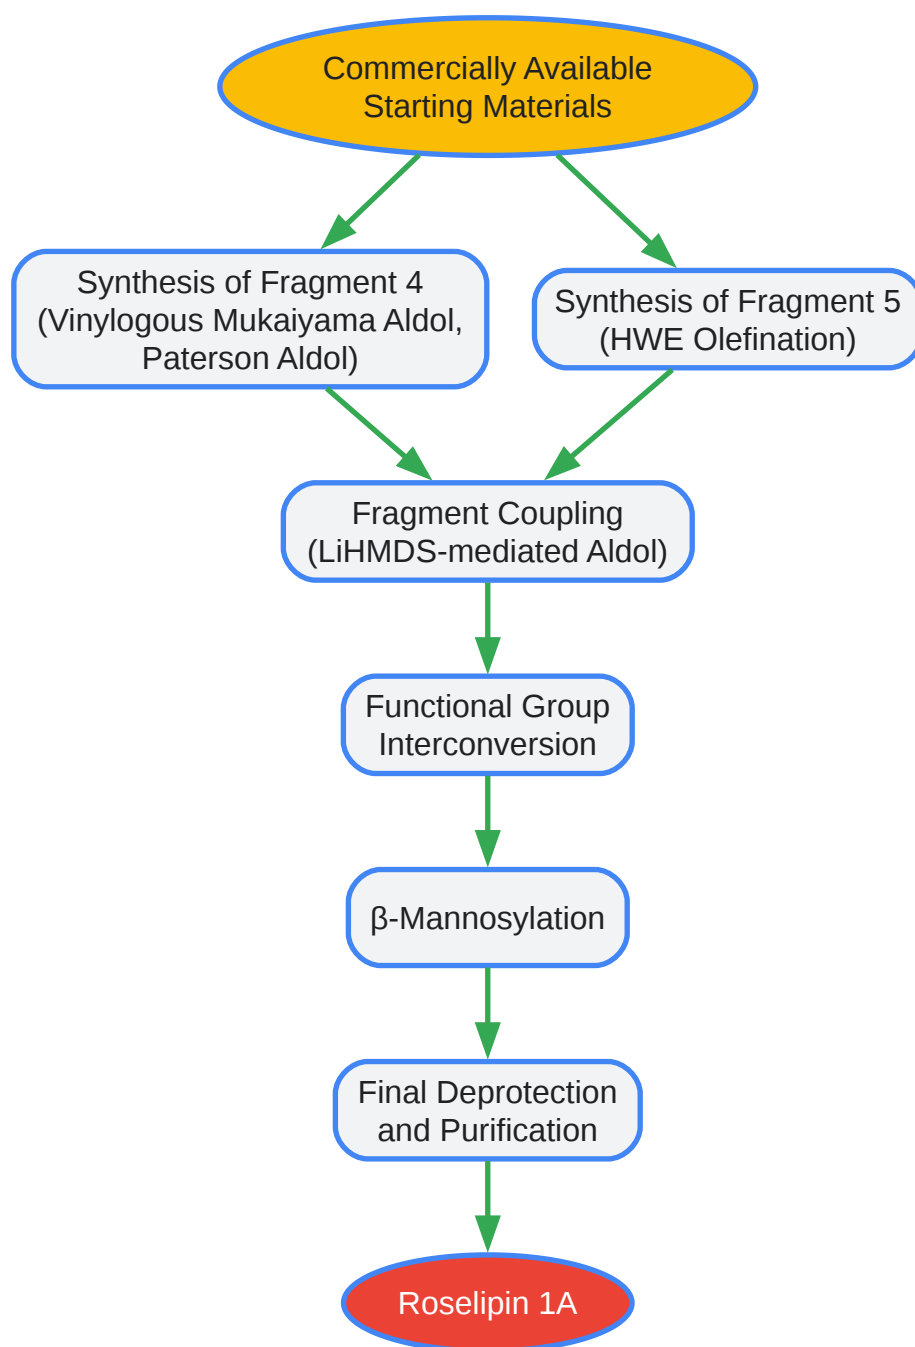 Commercially Available
Starting Materials
Synthesis of Fragment 4
(Vinylogous Mukaiyama Aldol,
Paterson Aldol)
Synthesis of Fragment 5
(HWE Olefination)
Fragment Coupling
(LiHMDS-mediated Aldol)
Functional Group
Interconversion
β-Mannosylation
Final Deprotection
and Purification
Roselipin 1A